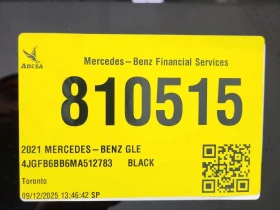 ADESA
Mercedes-Benz Financial Services
810515
2021 MERCEDES-BENZ GLE
4JGFB6BB6MA512783 BLACK
Toronto
09/12/2025 13:46:42 SP